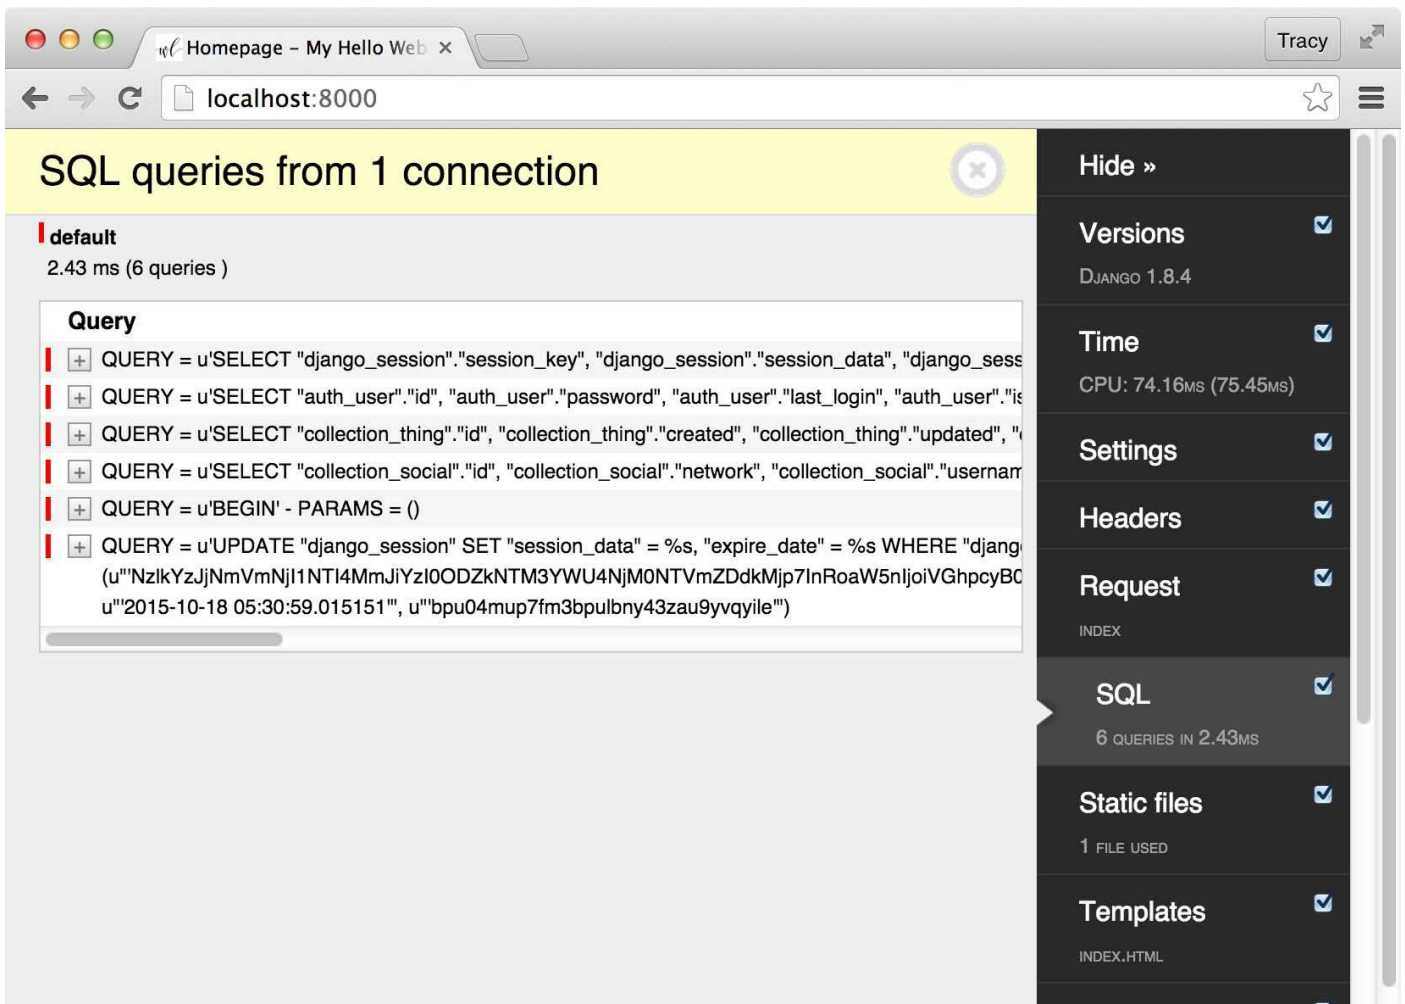 Homepage – My Hello Web
Tracy
localhost:8000
SQL queries from 1 connection
default
2.43 ms (6 queries )
Query
QUERY = u'SELECT "django_session"."session_key", "django_session"."session_data", "django_sess
QUERY = u'SELECT "auth_user"."id", "auth_user"."password", "auth_user"."last_login", "auth_user"."is
QUERY = u'SELECT "collection_thing"."id", "collection_thing"."created", "collection_thing"."updated", "
QUERY = u'SELECT "collection_social"."id", "collection_social"."network", "collection_social"."usernam
QUERY = u'BEGIN' - PARAMS = ()
QUERY = u'UPDATE "django_session" SET "session_data" = %s, "expire_date" = %s WHERE "djang
(u"'NzlkYzJjNmVmNjI1NTI4MmJiYzI0ODZkNTM3YWU4NjM0NTVmZDdkMjp7InRoaW5nIjoiVGhpcyB0
u"'2015-10-18 05:30:59.015151'", u"'bpu04mup7fm3bpulbny43zau9yvqyile'")
Hide »
Versions
Django 1.8.4
Time
CPU: 74.16ms (75.45ms)
Settings
Headers
Request
index
SQL
6 queries in 2.43ms
Static files
1 file used
Templates
index.html